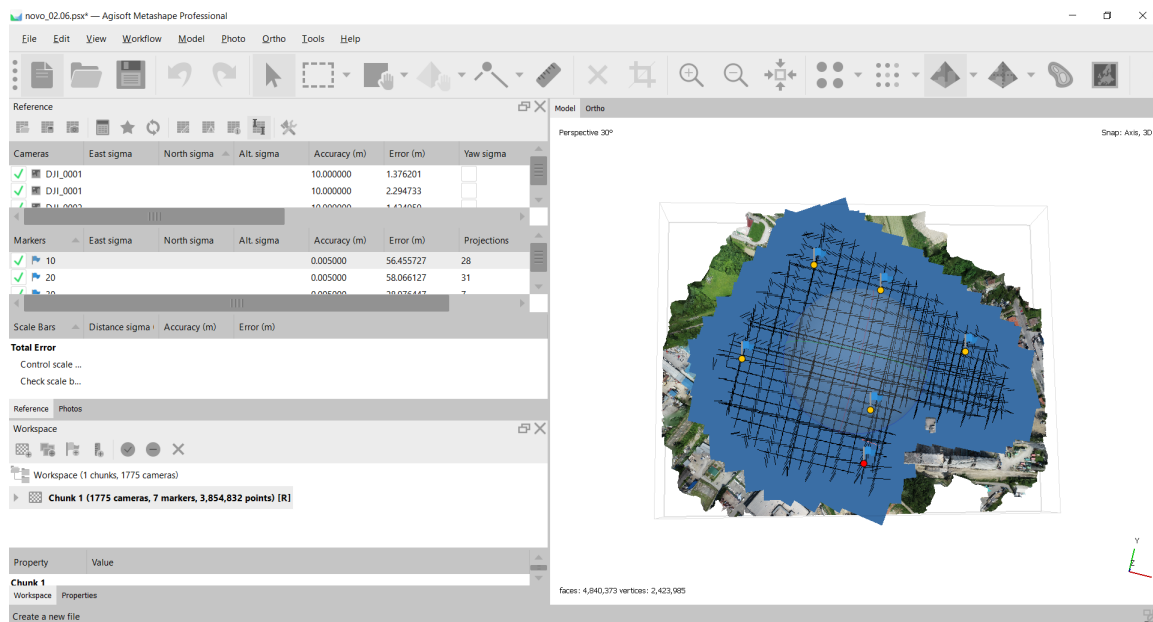 novo_02.06.psx* — Agisoft Metashape Professional
File Edit View Workflow Model Photo Ortho Tools Help
Reference
Cameras East sigma North sigma Alt. sigma Accuracy (m) Error (m) Yaw sigma
DJI_0001 10.000000 1.376201
DJI_0001 10.000000 2.294733
Markers East sigma North sigma Alt. sigma Accuracy (m) Error (m) Projections
10 0.005000 56.455727 28
20 0.005000 58.066127 31
Scale Bars Distance sigma Accuracy (m) Error (m)
Total Error
Control scale ...
Check scale b...
Reference Photos
Workspace
Workspace (1 chunks, 1775 cameras)
Chunk 1 (1775 cameras, 7 markers, 3,854,832 points) [R]
Property Value
Chunk 1
Workspace Properties
Create a new file
Model Ortho
Perspective 30° Snap: Axis, 3D
Y
Z
faces: 4,840,373 vertices: 2,423,985